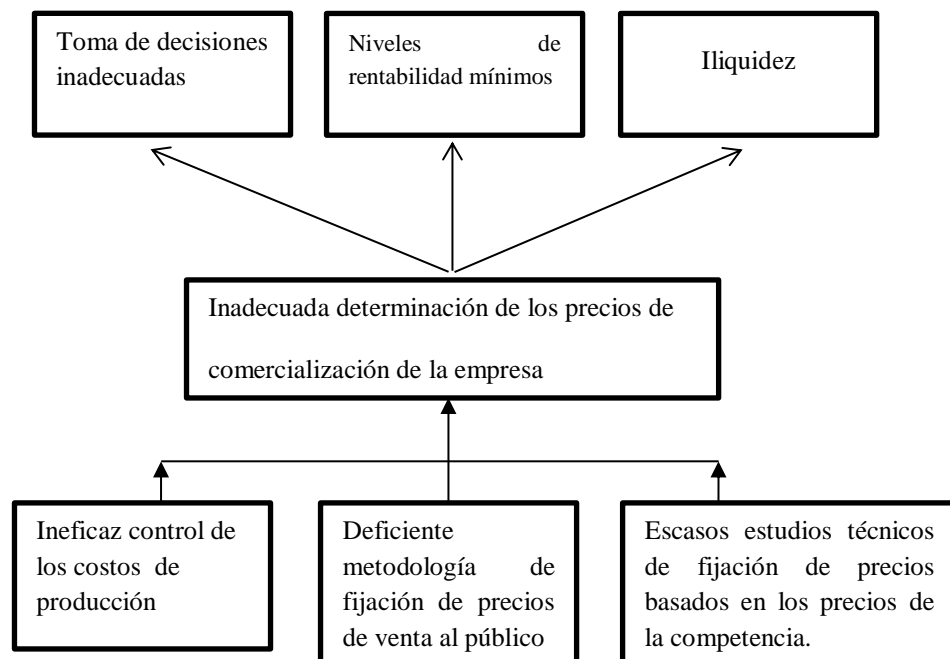 Toma de decisiones
inadecuadas
Niveles de
rentabilidad mínimos
Iliquidez
Inadecuada determinación de los precios de
comercialización de la empresa
Ineficaz control de
los costos de
producción
Deficiente
metodología de
fijación de precios
de venta al público
Escasos estudios técnicos
de fijación de precios
basados en los precios de
la competencia.